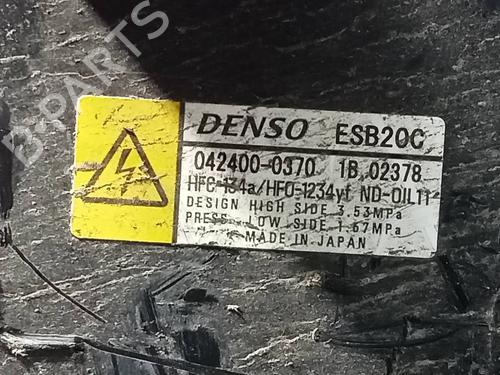 B-PARTS
DENSO ESB20C
042400-0370 1B 02378
HFC-134a/HFO-1234yf ND-OIL11
DESIGN HIGH SIDE 3.53MPa
PRESS. LOW SIDE 1.67MPa
MADE IN JAPAN